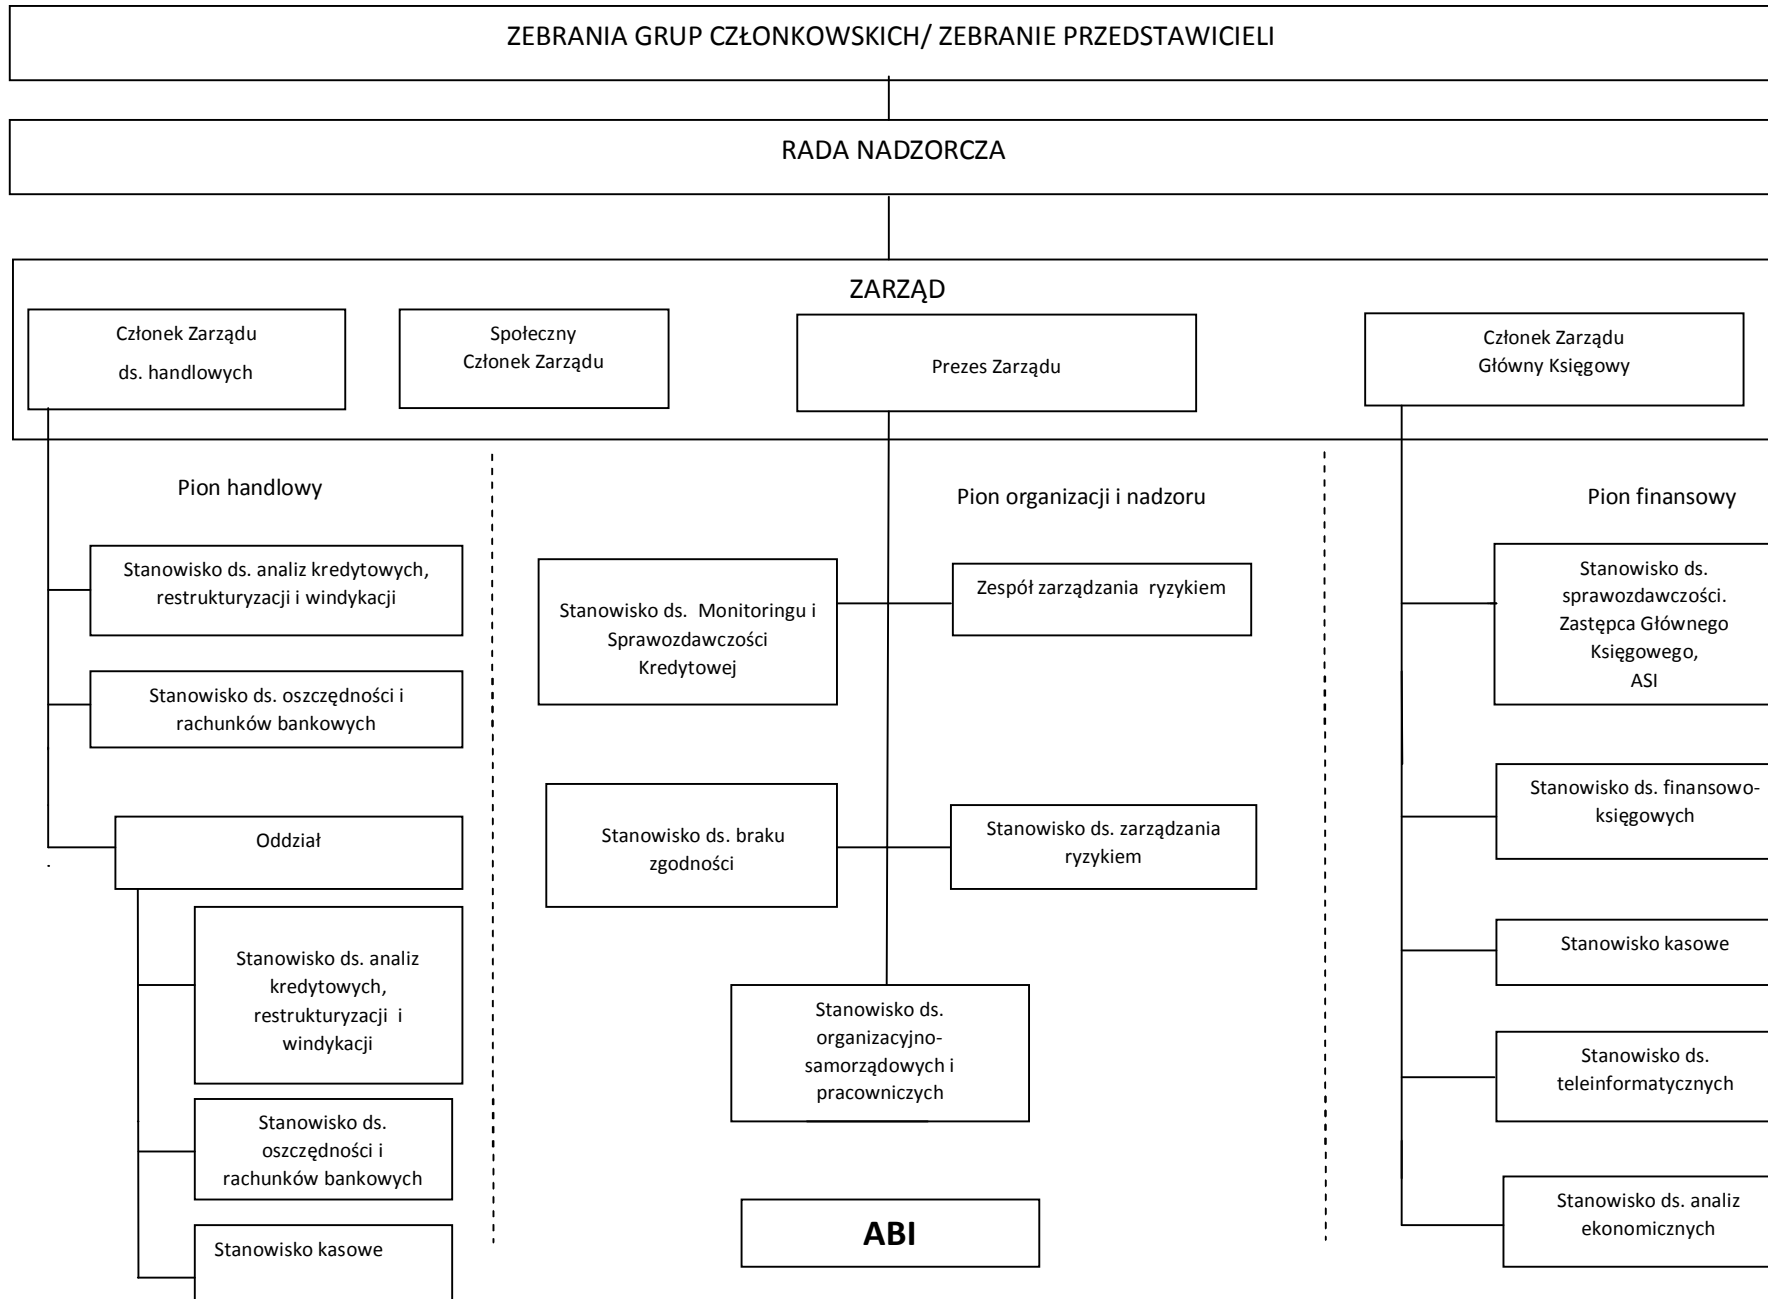 ZEBRANIA GRUP CZŁONKOWSKICH/ ZEBRANIE PRZEDSTAWICIELI
RADA NADZORCZA
ZARZĄD
Członek Zarządu
ds. handlowych
Społeczny
Członek Zarządu
Prezes Zarządu
Członek Zarządu
Główny Księgowy
Pion handlowy
Pion organizacji i nadzoru
Pion finansowy
Stanowisko ds. analiz kredytowych,
restrukturyzacji i windykacji
Stanowisko ds. oszczędności i
rachunków bankowych
Oddział
.
Stanowisko ds. analiz
kredytowych,
restrukturyzacji i
windykacji
Stanowisko ds.
oszczędności i
rachunków bankowych
Stanowisko kasowe
Stanowisko ds. Monitoringu i
Sprawozdawczości
Kredytowej
Zespół zarządzania ryzykiem
Stanowisko ds. braku
zgodności
Stanowisko ds. zarządzania
ryzykiem
Stanowisko ds.
organizacyjno-
samorządowych i
pracowniczych
ABI
Stanowisko ds.
sprawozdawczości.
Zastępca Głównego
Księgowego,
ASI
Stanowisko ds. finansowo-
księgowych
Stanowisko kasowe
Stanowisko ds.
teleinformatycznych
Stanowisko ds. analiz
ekonomicznych